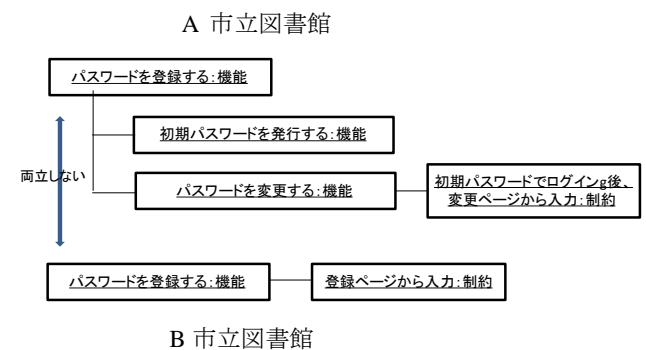 A 市立図書館
パスワードを登録する:機能
初期パスワードを発行する:機能
両立しない
パスワードを変更する:機能
初期パスワードでログインg後、
変更ページから入力:制約
パスワードを登録する:機能
登録ページから入力:制約
B 市立図書館